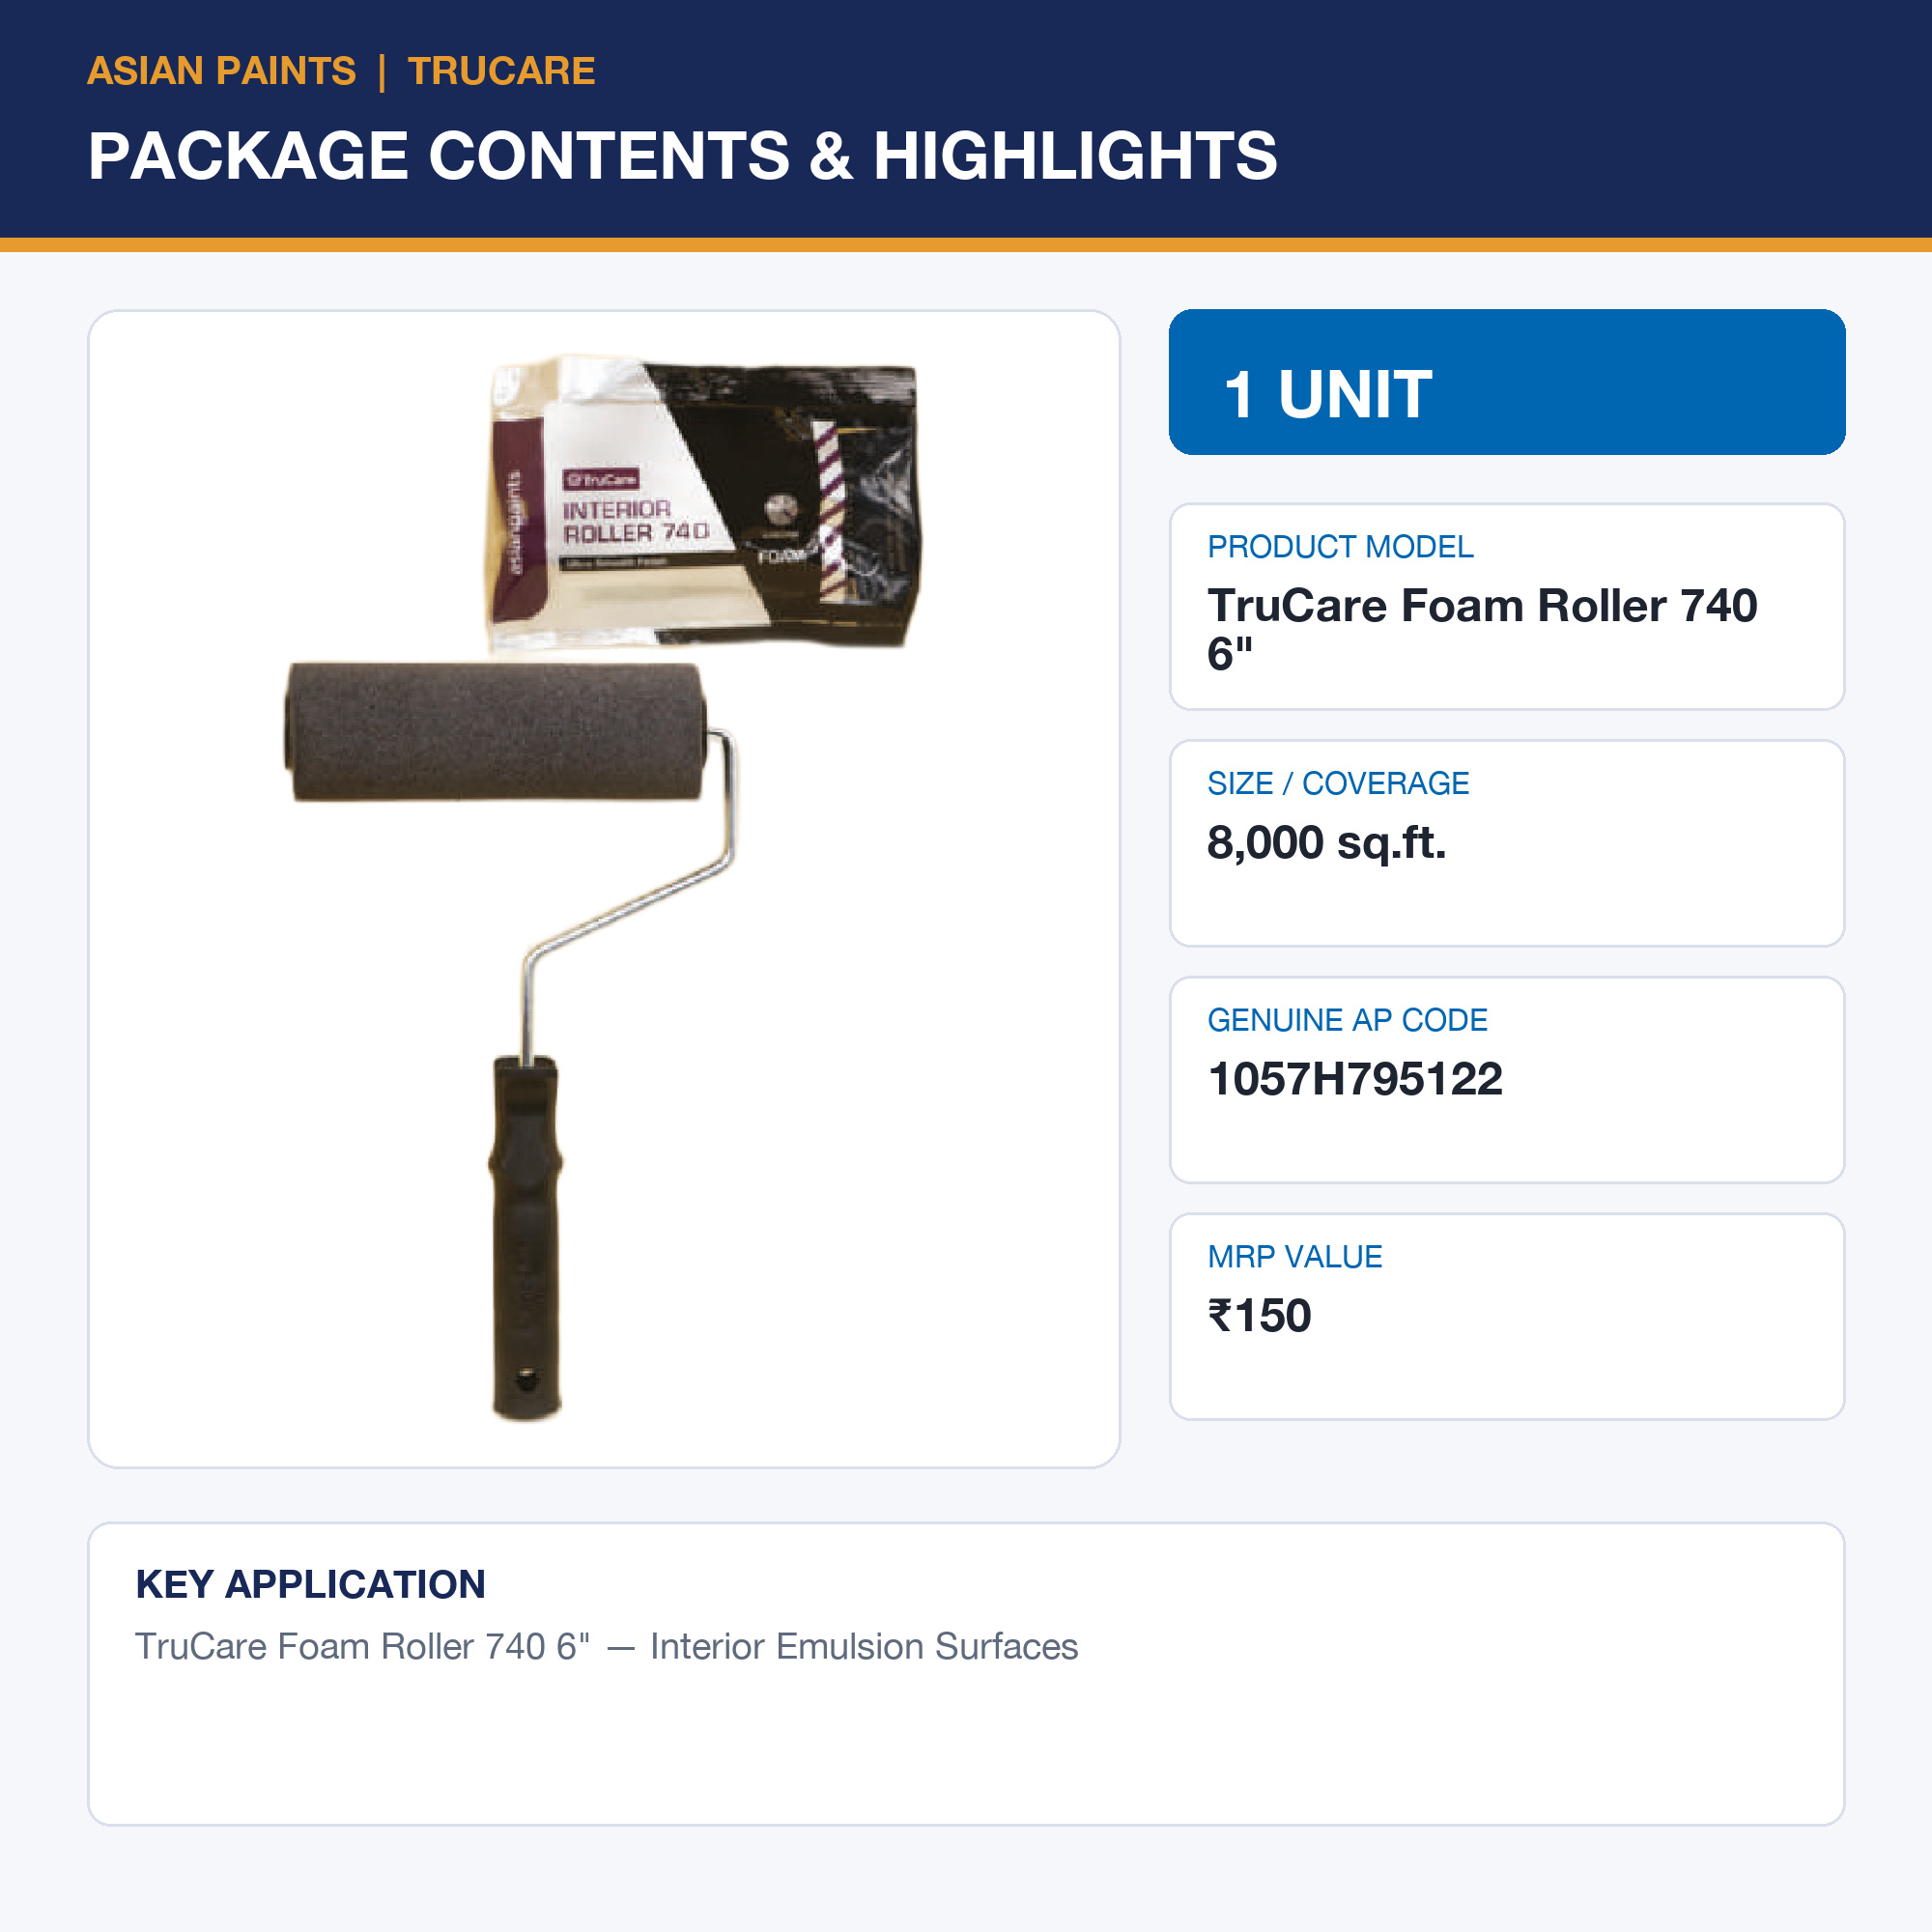 ASIAN PAINTS | TRUCARE
PACKAGE CONTENTS & HIGHLIGHTS
asianpaints
TruCare
INTERIOR
ROLLER 740
FOAM
1 UNIT
PRODUCT MODEL
TruCare Foam Roller 740
6"
SIZE / COVERAGE
8,000 sq.ft.
GENUINE AP CODE
1057H795122
MRP VALUE
₹150
KEY APPLICATION
TruCare Foam Roller 740 6" — Interior Emulsion Surfaces